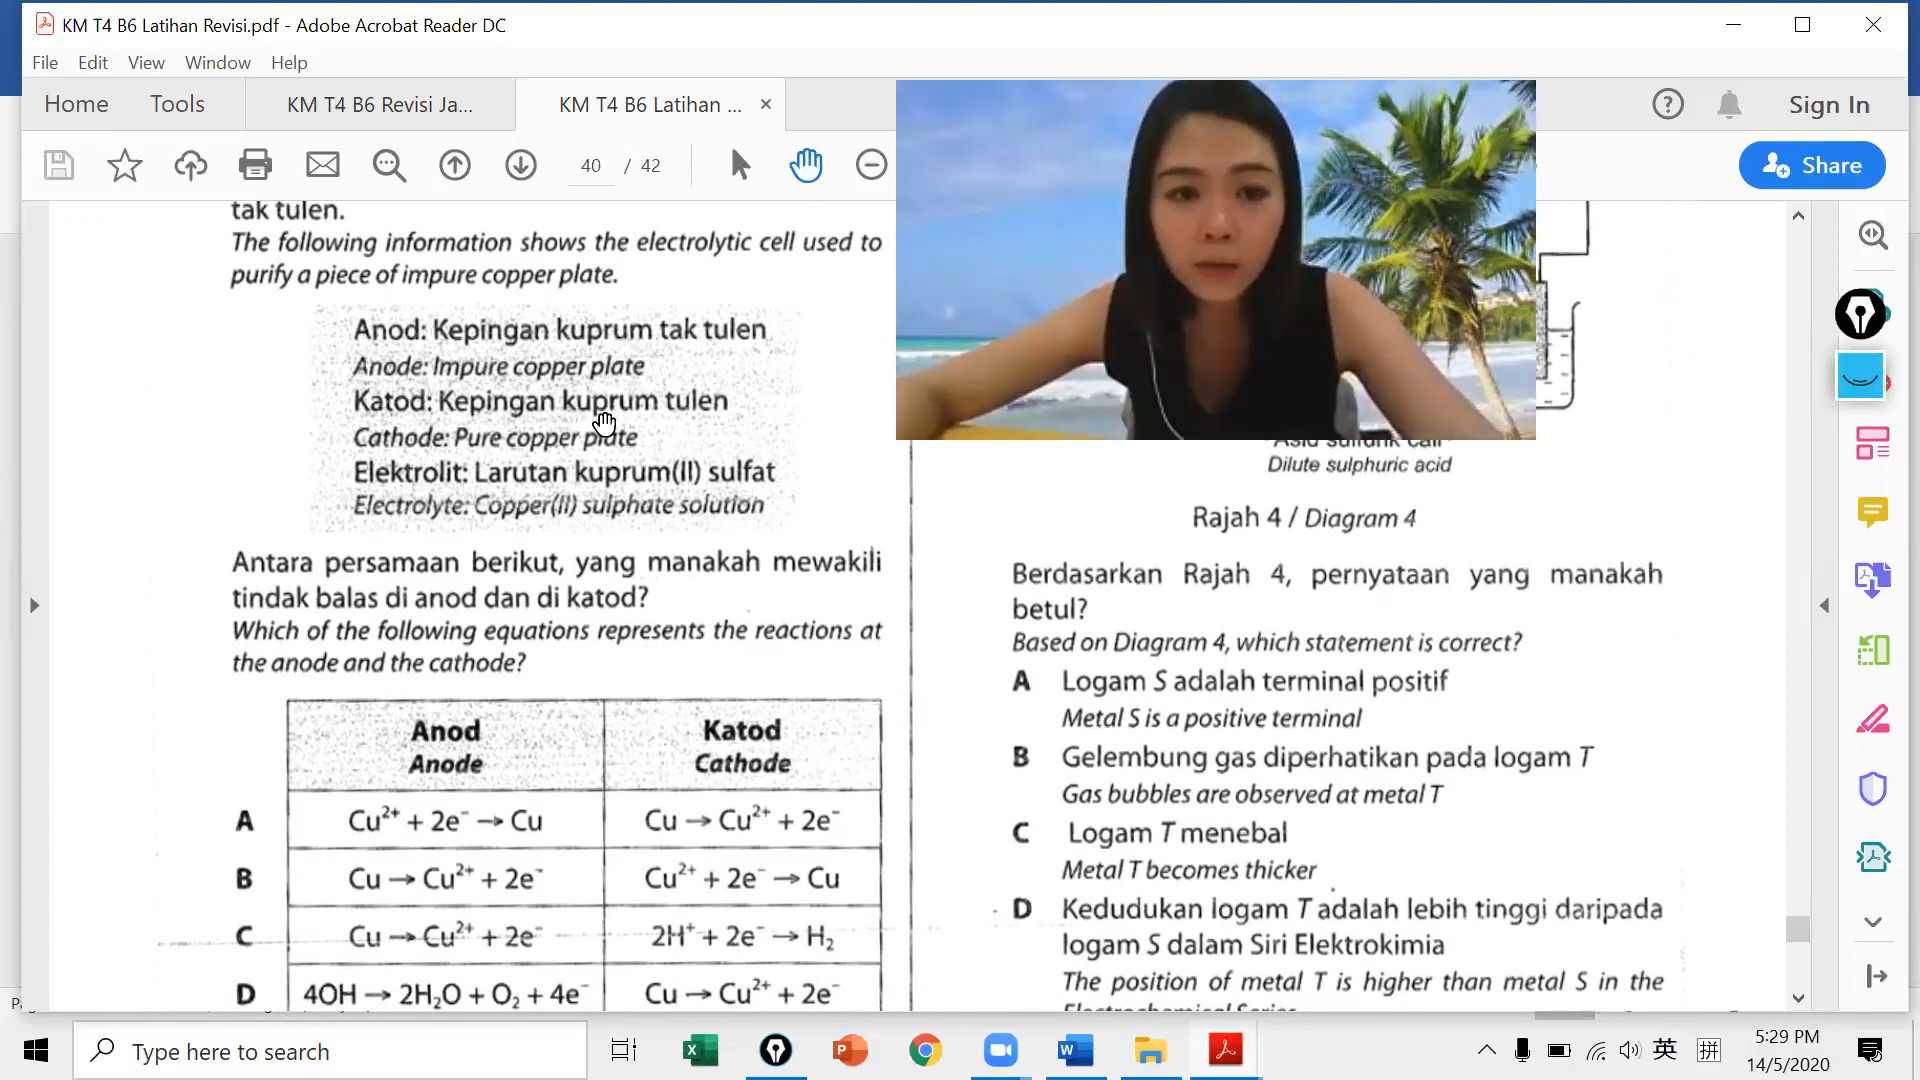 KM T4 B6 Latihan Revisi.pdf - Adobe Acrobat Reader DC
File Edit View Window Help
Home Tools KM T4 B6 Revisi Ja... KM T4 B6 Latihan ... × Sign In
40 / 42 Share
tak tulen.
The following information shows the electrolytic cell used to
purify a piece of impure copper plate.
Anod: Kepingan kuprum tak tulen
Anode: Impure copper plate
Katod: Kepingan kuprum tulen
Cathode: Pure copper plate
Elektrolit: Larutan kuprum(II) sulfat
Electrolyte: Copper(II) sulphate solution
Antara persamaan berikut, yang manakah mewakili
tindak balas di anod dan di katod?
Which of the following equations represents the reactions at
the anode and the cathode?
Anod Katod
Anode Cathode
A Cu²⁺ + 2e⁻ → Cu Cu → Cu²⁺ + 2e⁻
B Cu → Cu²⁺ + 2e⁻ Cu²⁺ + 2e⁻ → Cu
C Cu → Cu²⁺ + 2e⁻ 2H⁺ + 2e⁻ → H₂
D 4OH → 2H₂O + O₂ + 4e⁻ Cu → Cu²⁺ + 2e⁻
Dilute sulphuric acid
Rajah 4 / Diagram 4
Berdasarkan Rajah 4, pernyataan yang manakah
betul?
Based on Diagram 4, which statement is correct?
A Logam S adalah terminal positif
Metal S is a positive terminal
B Gelembung gas diperhatikan pada logam T
Gas bubbles are observed at metal T
C Logam T menebal
Metal T becomes thicker
D Kedudukan logam T adalah lebih tinggi daripada
logam S dalam Siri Elektrokimia
The position of metal T is higher than metal S in the
Type here to search
英 拼
5:29 PM
14/5/2020